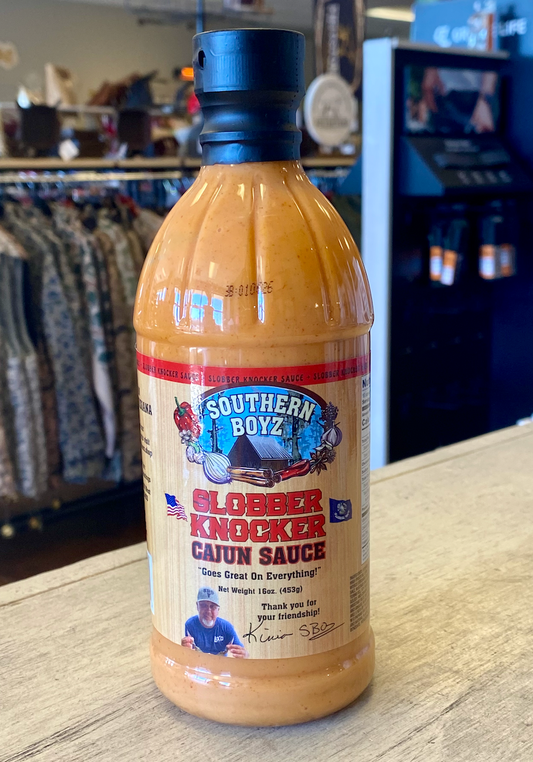 LIFE
SLOBBER KNOCKER SAUCE
SOUTHERN
BOYZ
SLOBBER
KNOCKER
CAJUN SAUCE
"Goes Great On Everything!"
Net Weight 16oz. (453g)
Thank you for
your friendship!